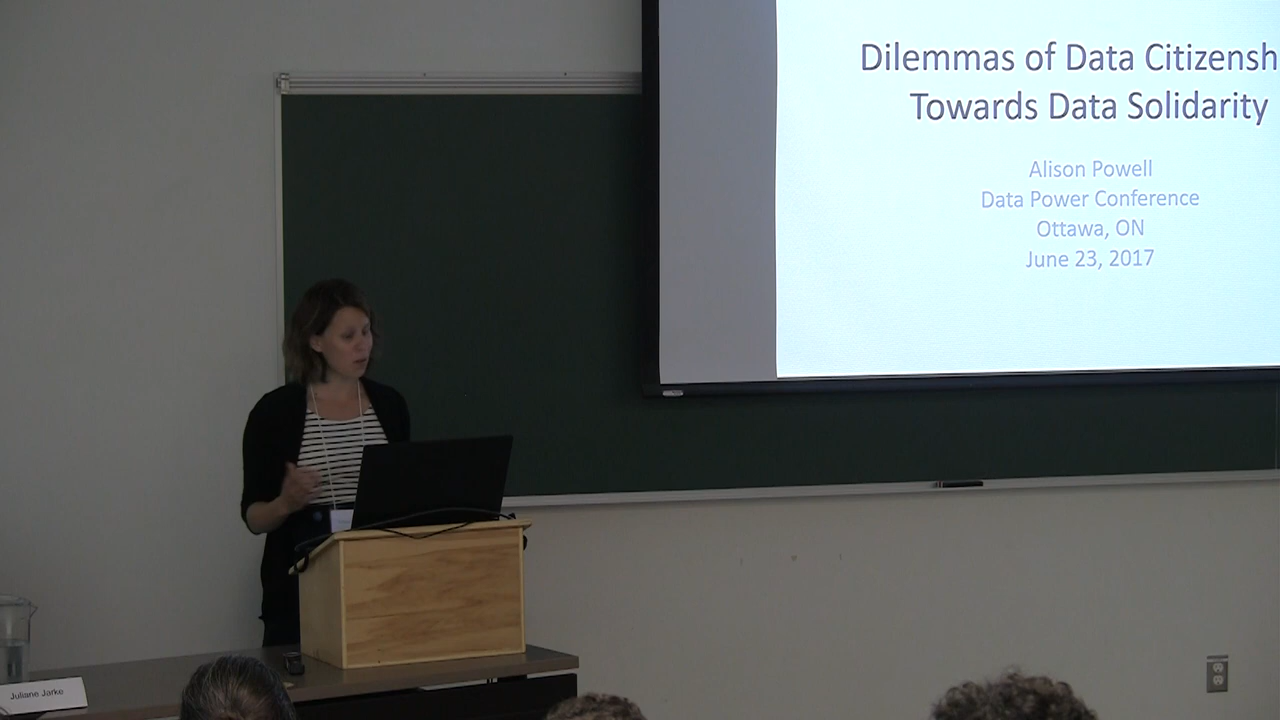 Dilemmas of Data Citizensh
Towards Data Solidarity
Alison Powell
Data Power Conference
Ottawa, ON
June 23, 2017
Juliane Jarke